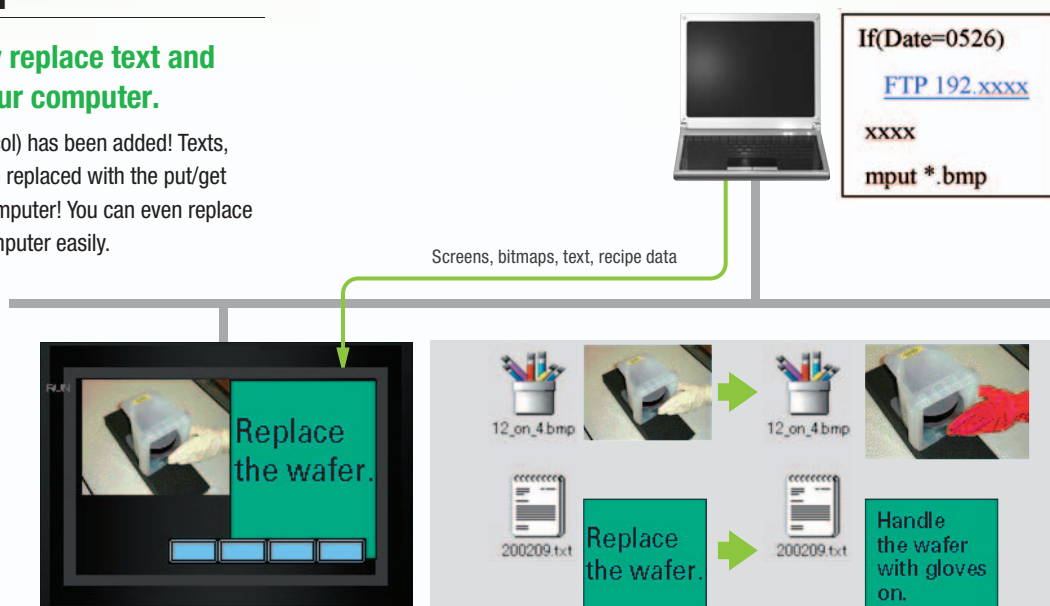 replace text and
ur computer.
ol) has been added! Texts,
replaced with the put/get
mputer! You can even replace
mputer easily.
If(Date=0526)
FTP 192.xxxx
xxxx
mput *.bmp
Screens, bitmaps, text, recipe data
RUN
Replace
the wafer.
12_on_4.bmp
12_on_4.bmp
200209.txt
Replace
the wafer.
200209.txt
Handle
the wafer
with gloves
on.